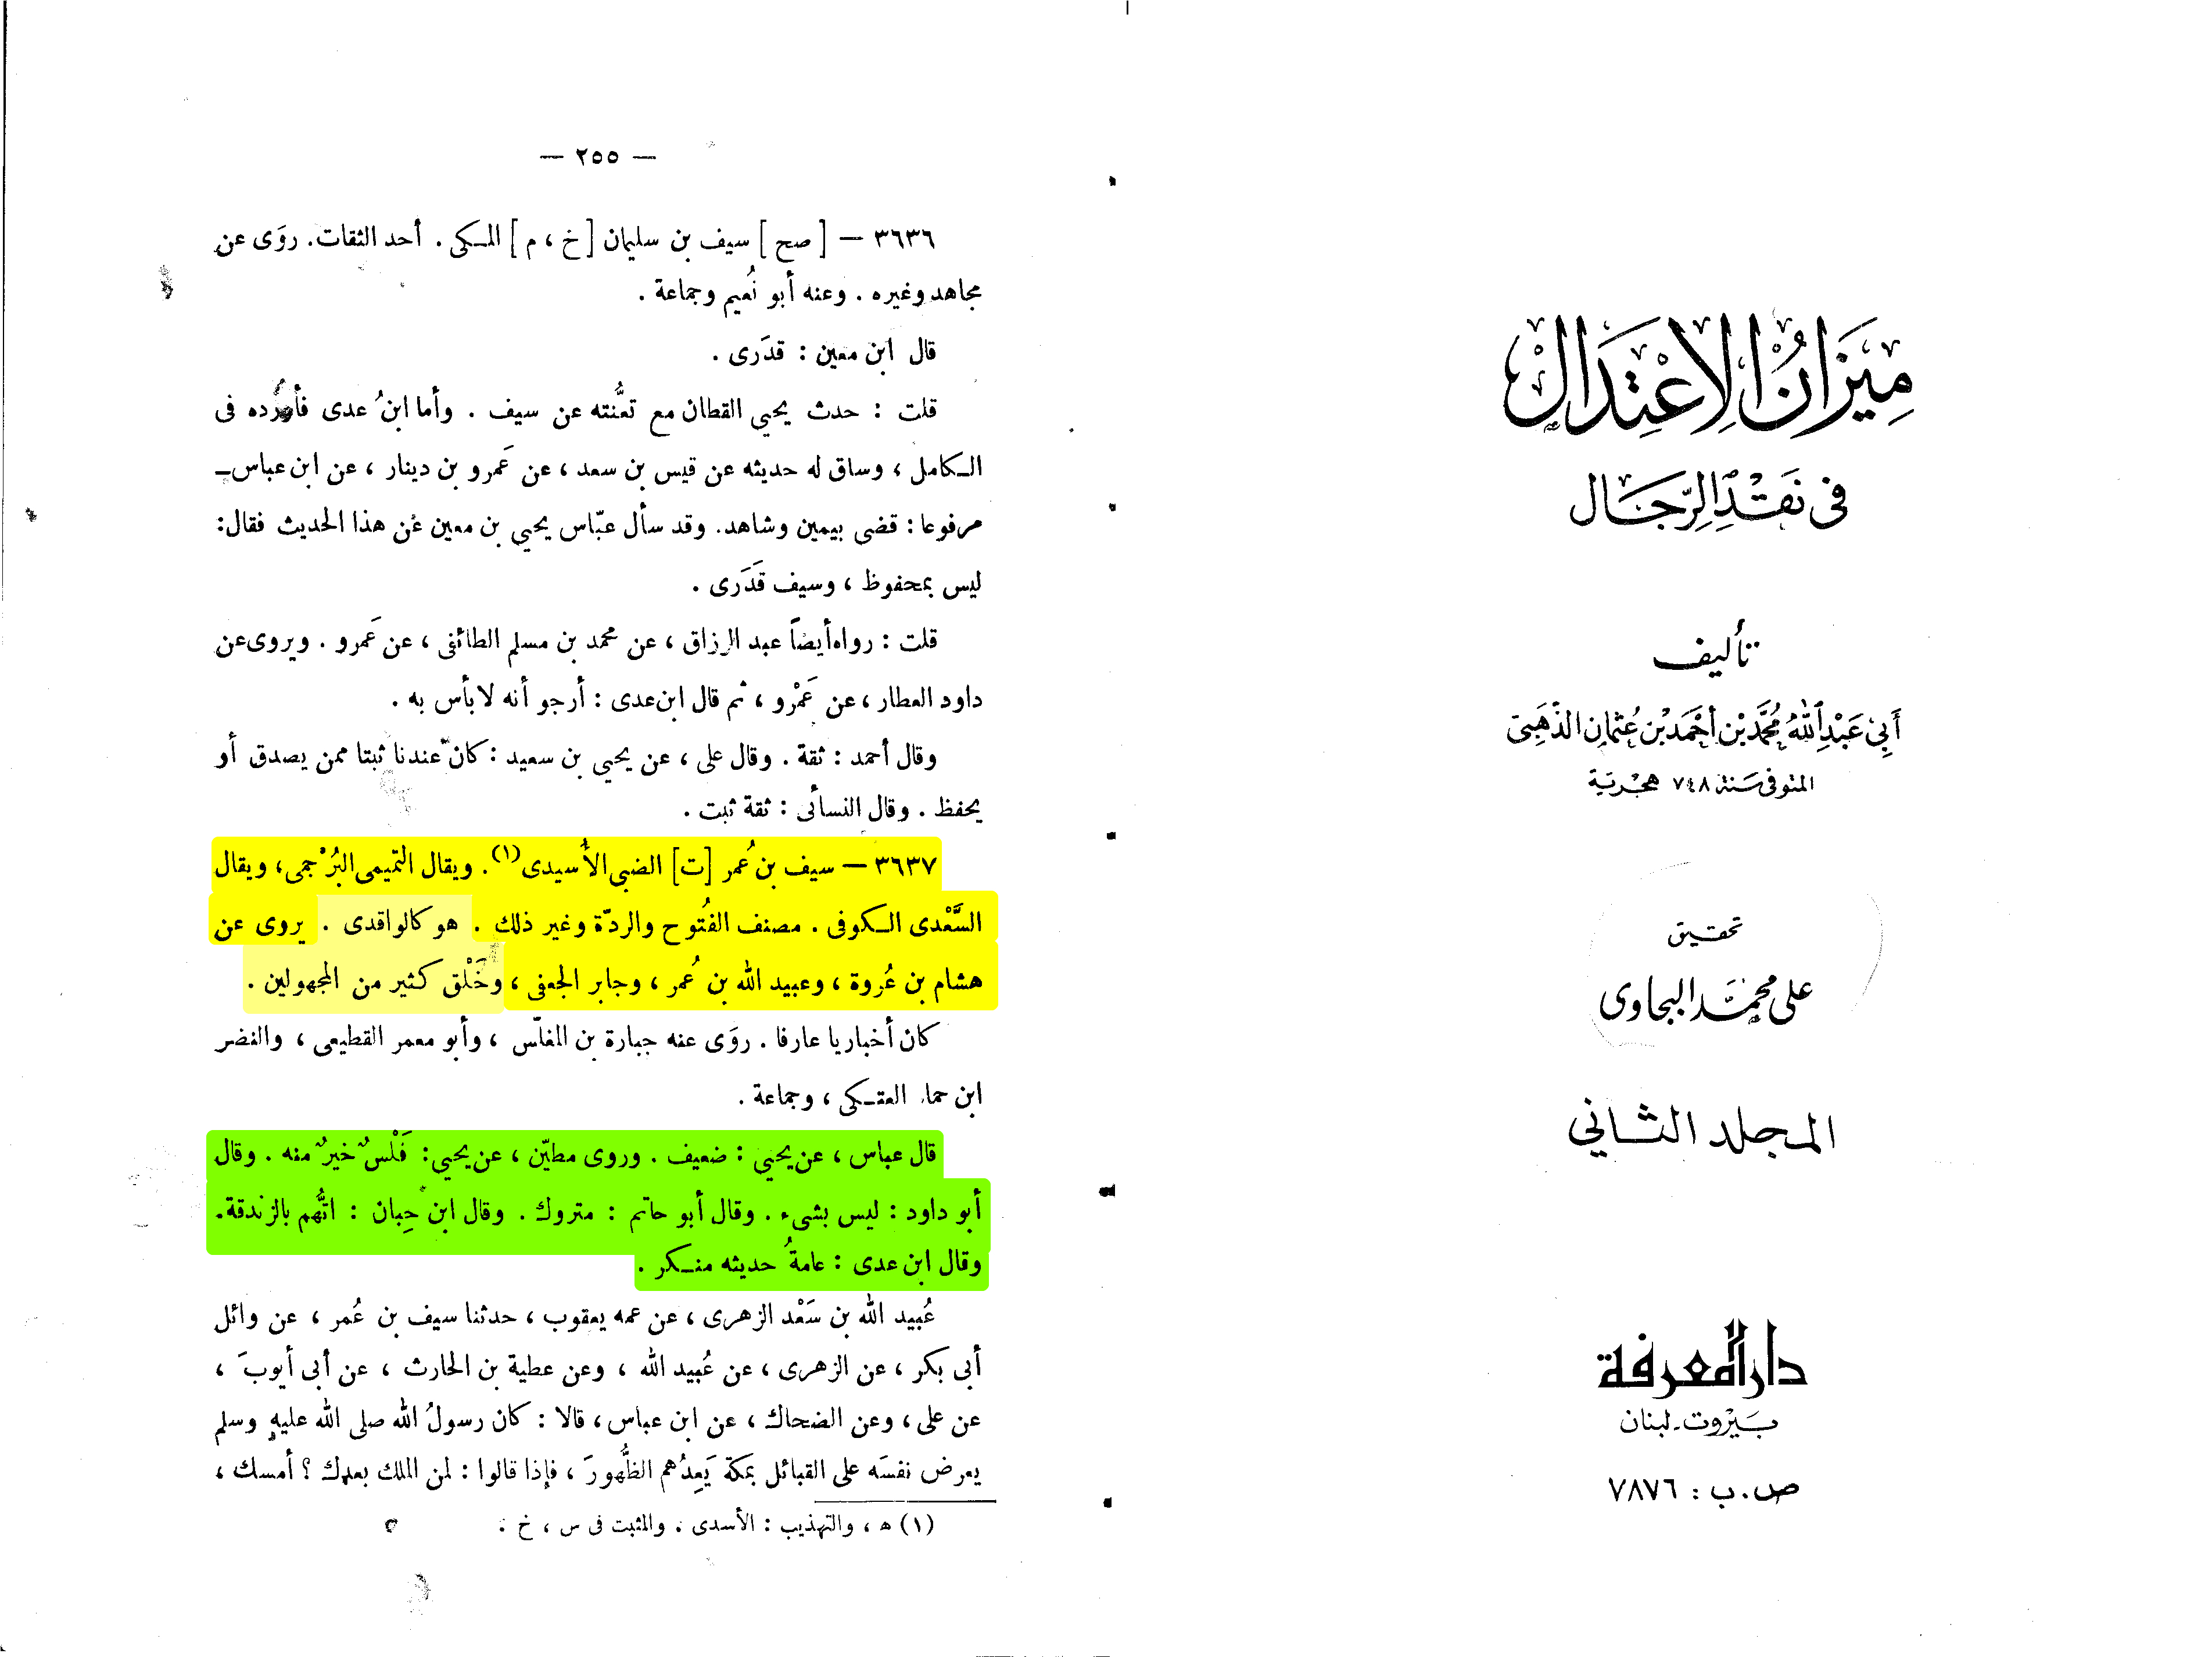 ميزان الاعتدال
في نقد الرجال
تأليف
أبي عبد الله محمد بن أحمد بن عثمان الذهبي
المتوفى سنة ٧٤٨ هجرية
تحقيق
على محمد البجاوى
المجلد الثاني
دار المعرفة
بيروت - لبنان
ص.ب : ٧٨٧٦
— ٢٥٥ —
٣٦٣٦ — [ صح ] سيف بن سليمان [ خ ، م ] المكى . أحد الثقات. روَى عن
مجاهد وغيره . وعنه أبو نُعيم وجماعة .
قال ابن معين : قدَرى .
قلت : حدث يحيي القطان مع تعنُّته عن سيف . وأما ابنُ عدى فأورده فى
الكامل ، وساق له حديثه عن قيس بن سعد ، عن عَمرو بن دينار ، عن ابن عباس –
مرفوعا : قضى بيمين وشاهد. وقد سأل عبّاس يحيي بن معين عن هذا الحديث فقال:
ليس بمحفوظ ، وسيف قَدَرى .
قلت : رواه أيضاً عبد الرزاق ، عن محمد بن مسلم الطائفى ، عن عَمرو . ويروى عن
داود العطار ، عن عَمْرو ، ثم قال ابن عدى : أرجو أنه لا بأس به .
وقال أحمد : ثقة . وقال على ، عن يحيي بن سعيد : كان عندنا ثبتا ممن يصدق أو
يحفظ . وقال النسائى : ثقة ثبت .
٣٦٣٧ — سيف بن عُمر [ت] الضبى الأُسيدى(١). ويقال التميمى البُرْجمى، ويقال
السَّعْدى الكوفى . مصنف الفُتوح والردّة وغير ذلك . هو كالواقدى . يروى عن
هشام بن عُروة ، وعبيد الله بن عُمر ، وجابر الجعفى ، وخَلْق كثير من المجهولين .
كان أخباريا عارفا . روَى عنه جبارة بن المغلّس ، وأبو معمر القطيعى ، والنضر
ابن حماد العتكى ، وجماعة .
قال عباس ، عن يحيي : ضعيف . وروى مطيّن ، عن يحيي: فَلْسٌ خيرٌ منه . وقال
أبو داود : ليس بشىء . وقال أبو حاتم : متروك . وقال ابن حِبان : اتُّهم بالزندقة.
وقال ابن عدى : عامةُ حديثه منكر .
عُبيد الله بن سَعْد الزهرى ، عن عمه يعقوب ، حدثنا سيف بن عُمر ، عن وائل
أبى بكر ، عن الزهرى ، عن عُبيد الله ، وعن عطية بن الحارث ، عن أبى أيوبَ ،
عن على ، وعن الضحاك ، عن ابن عباس ، قالا : كان رسولُ الله صلى الله عليه وسلم
يعرض نفسَه على القبائل بمكة يَعِدُهم الظُّهورَ ، فإذا قالوا : لمن الملك بعدك ؟ أمسك ،
(١) ه ، والتهذيب : الأسدى . والمثبت فى س ، خ .